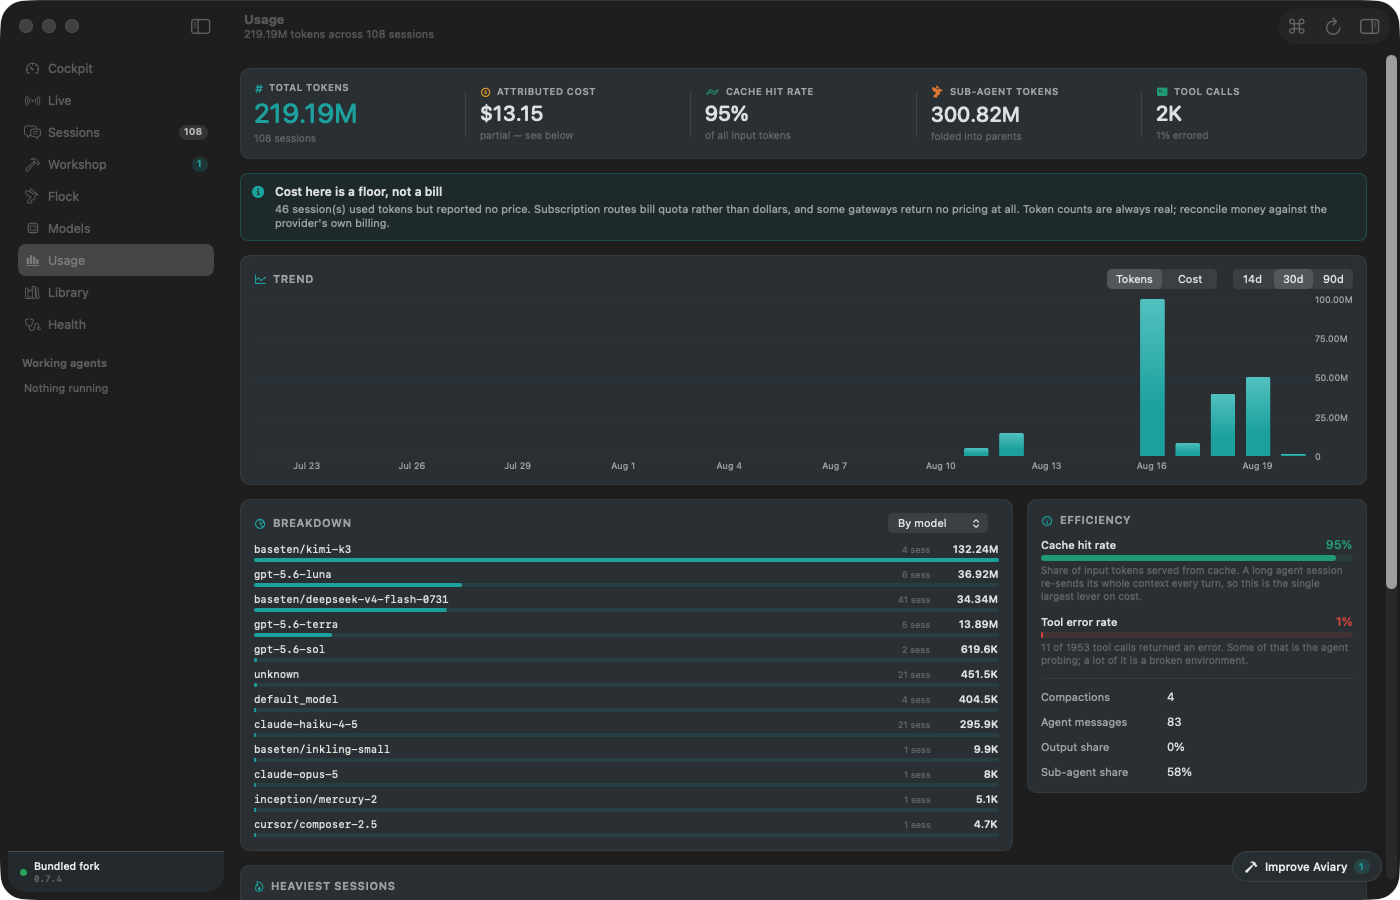 Usage
219.19M tokens across 108 sessions
Cockpit
Live
Sessions 108
Workshop 1
Flock
Models
Usage
Library
Health
Working agents
Nothing running
Bundled fork
0.7.4
# TOTAL TOKENS
219.19M
108 sessions
ATTRIBUTED COST
$13.15
partial — see below
CACHE HIT RATE
95%
of all input tokens
SUB-AGENT TOKENS
300.82M
folded into parents
TOOL CALLS
2K
1% errored
Cost here is a floor, not a bill
46 session(s) used tokens but reported no price. Subscription routes bill quota rather than dollars, and some gateways return no pricing at all. Token counts are always real; reconcile money against the
provider's own billing.
TREND
Tokens Cost 14d 30d 90d
100.00M
75.00M
50.00M
25.00M
0
Jul 23 Jul 26 Jul 29 Aug 1 Aug 4 Aug 7 Aug 10 Aug 13 Aug 16 Aug 19
BREAKDOWN By model
baseten/kimi-k3 4 sess 132.24M
gpt-5.6-luna 6 sess 36.92M
baseten/deepseek-v4-flash-0731 41 sess 34.34M
gpt-5.6-terra 5 sess 13.89M
gpt-5.6-sol 2 sess 619.6K
unknown 21 sess 451.5K
default_model 4 sess 404.5K
claude-haiku-4-5 21 sess 295.9K
baseten/inkling-small 1 sess 9.9K
claude-opus-5 1 sess 8K
inception/mercury-2 1 sess 5.1K
cursor/composer-2.5 1 sess 4.7K
EFFICIENCY
Cache hit rate 95%
Share of input tokens served from cache. A long agent session
re-sends its whole context every turn, so this is the single
largest lever on cost.
Tool error rate 1%
11 of 1953 tool calls returned an error. Some of that is the agent
probing; a lot of it is a broken environment.
Compactions 4
Agent messages 83
Output share 0%
Sub-agent share 58%
HEAVIEST SESSIONS
Improve Aviary 1